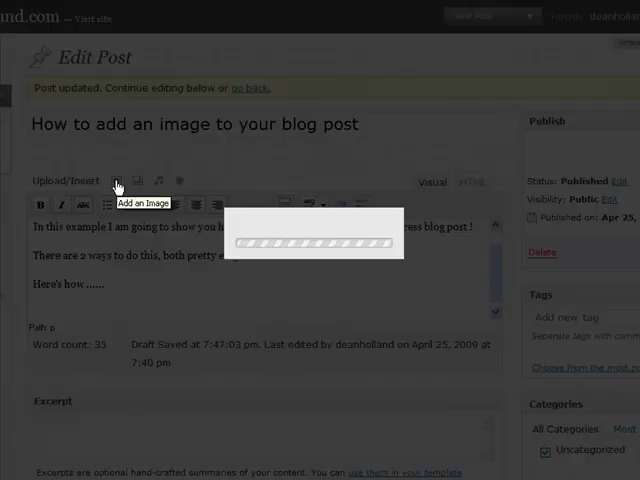 and.com — Visit site
New Post
Howdy, deanholland
Edit Post
Post updated. Continue editing below or go back.
How to add an image to your blog post
Publish
Upload/Insert
Visual
HTML
Status: Published Edit
Add an Image
Visibility: Public Edit
B I ABC
Published on: Apr 25,
In this example I am going to show you h
ress blog post !
There are 2 ways to do this, both pretty e
Delete
Here's how ......
Tags
Add new tag
Path: p
Separate tags with comm
Word count: 35
Draft Saved at 7:47:03 pm. Last edited by deanholland on April 25, 2009 at
7:40 pm
Choose from the most
Excerpt
Categories
All Categories Most
Uncategorized
Excerpts are optional hand-crafted summaries of your content. You can use them in your template